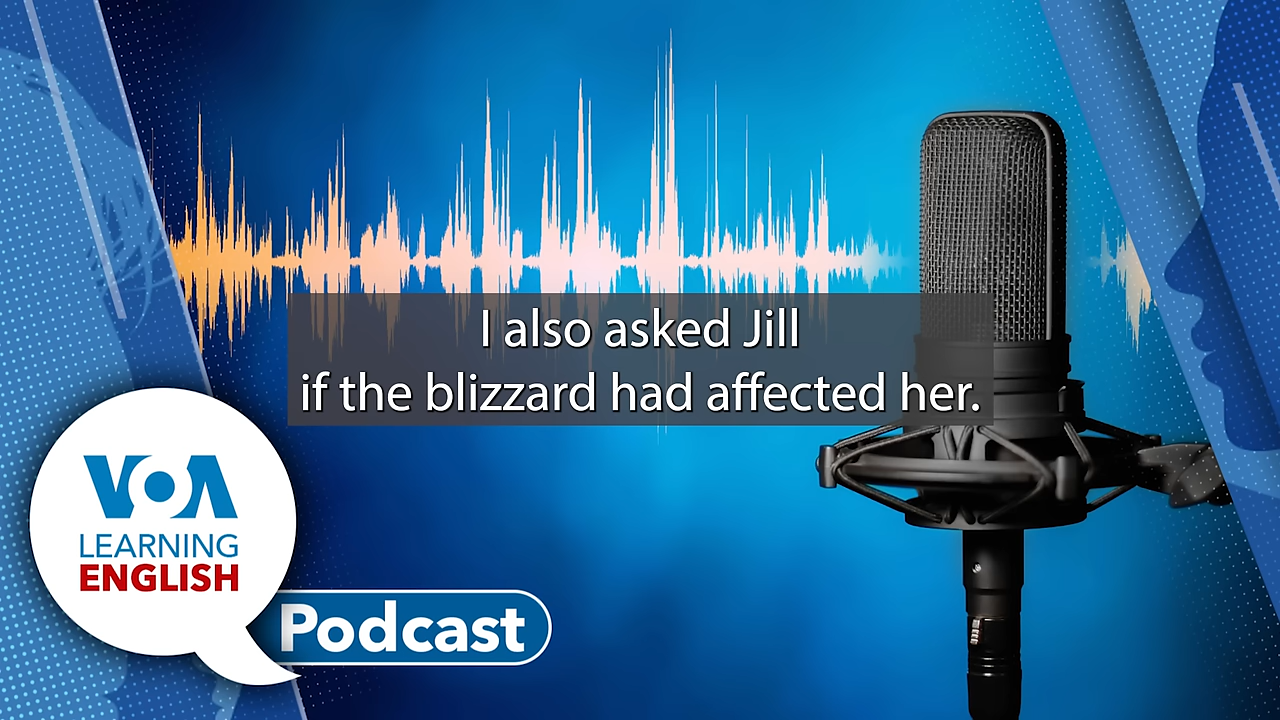 I also asked Jill
if the blizzard had affected her.
VOA
LEARNING
ENGLISH
Podcast